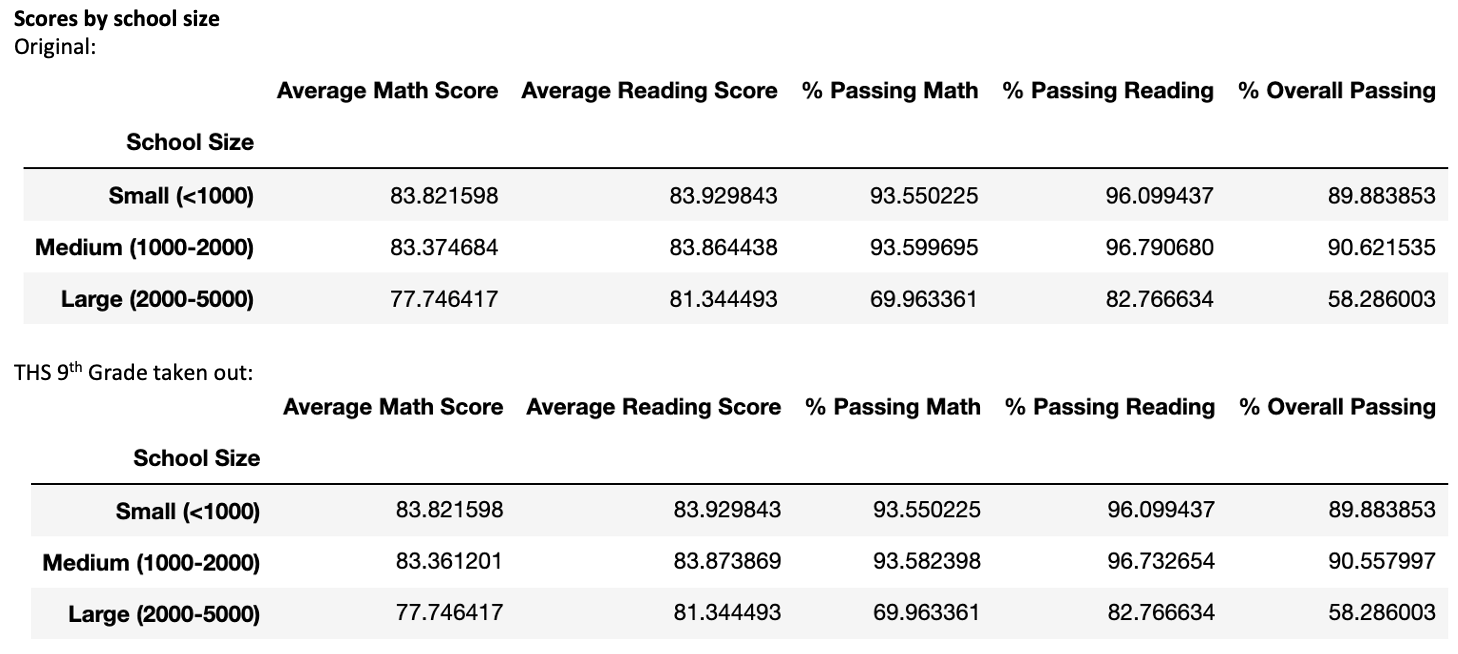 Scores by school size
Original:
Average Math Score Average Reading Score % Passing Math % Passing Reading % Overall Passing
School Size
Small (<1000) 83.821598 83.929843 93.550225 96.099437 89.883853
Medium (1000-2000) 83.374684 83.864438 93.599695 96.790680 90.621535
Large (2000-5000) 77.746417 81.344493 69.963361 82.766634 58.286003
THS 9th Grade taken out:
Average Math Score Average Reading Score % Passing Math % Passing Reading % Overall Passing
School Size
Small (<1000) 83.821598 83.929843 93.550225 96.099437 89.883853
Medium (1000-2000) 83.361201 83.873869 93.582398 96.732654 90.557997
Large (2000-5000) 77.746417 81.344493 69.963361 82.766634 58.286003